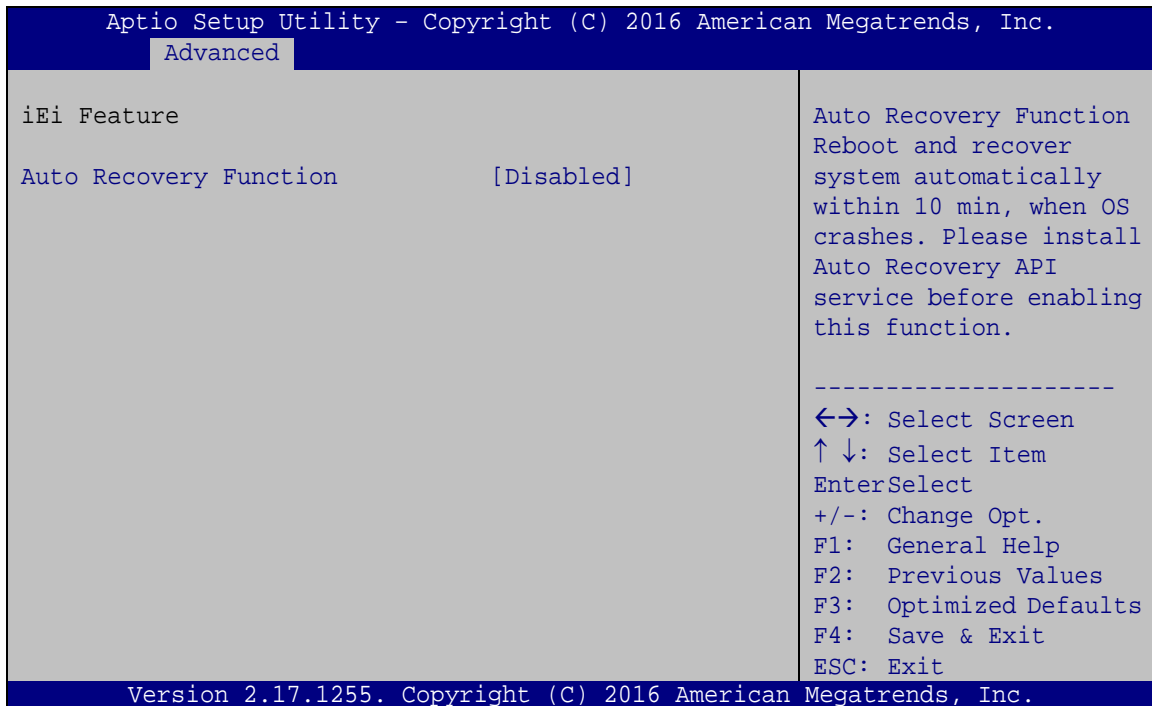 Aptio Setup Utility – Copyright (C) 2016 American Megatrends, Inc.
Advanced
iEi Feature
Auto Recovery Function [Disabled]
Auto Recovery Function
Reboot and recover
system automatically
within 10 min, when OS
crashes. Please install
Auto Recovery API
service before enabling
this function.
---------------------
←→: Select Screen
↑ ↓: Select Item
EnterSelect
+/-: Change Opt.
F1: General Help
F2: Previous Values
F3: Optimized Defaults
F4: Save & Exit
ESC: Exit
Version 2.17.1255. Copyright (C) 2016 American Megatrends, Inc.